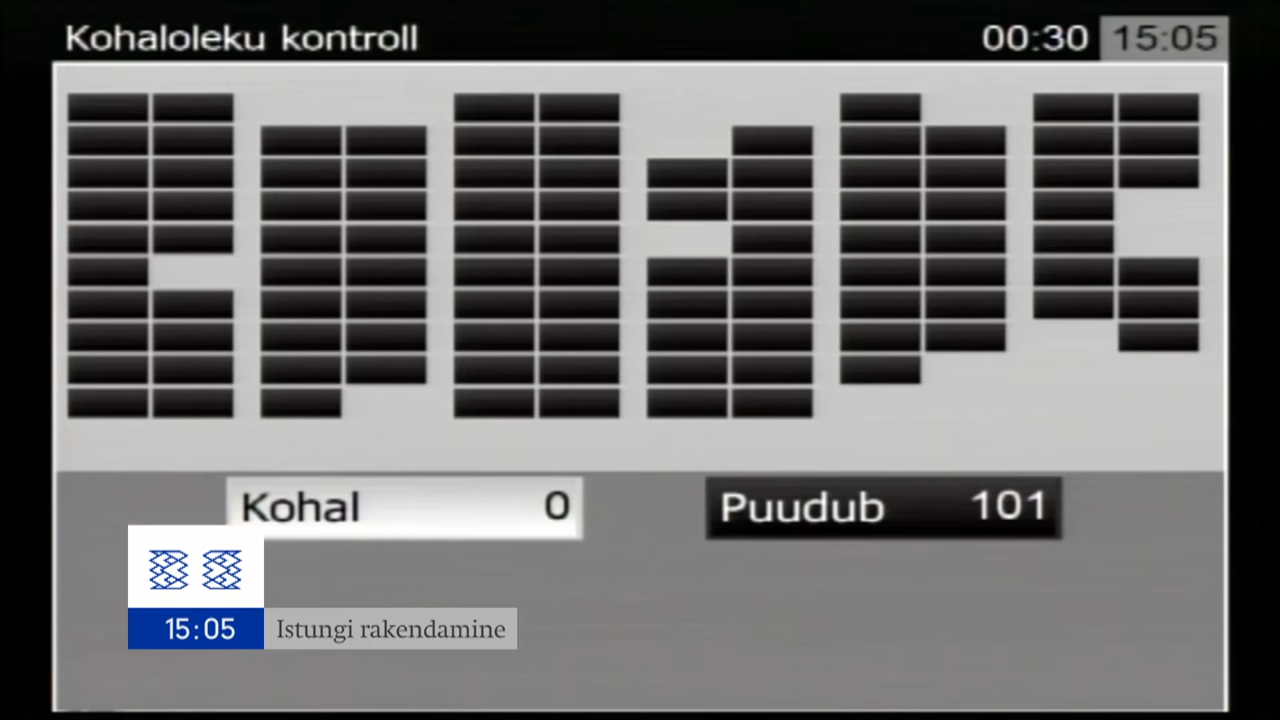 Kohaloleku kontroll 00:30 15:05
Kohal 0 Puudub 101
15:05 Istungi rakendamine